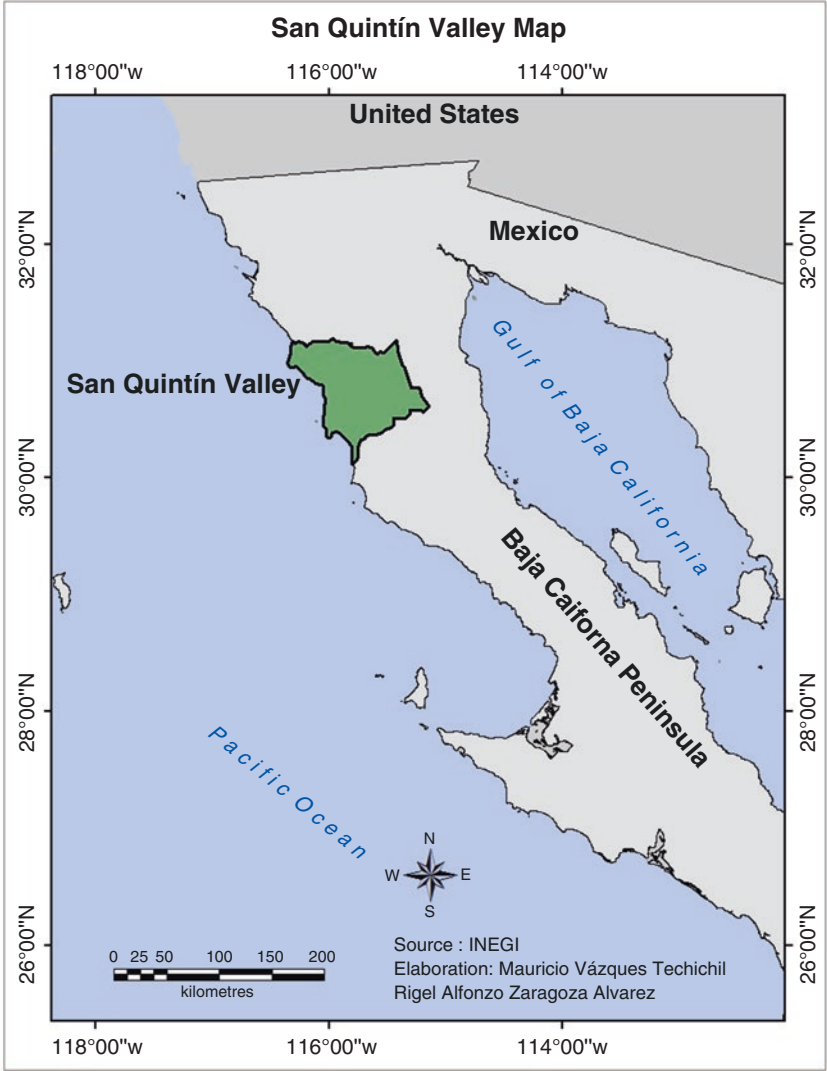 San Quintín Valley Map
118°00"w 116°00"w 114°00"w
United States
Mexico
32°00"N 32°00"N
Gulf of Baja California
San Quintín Valley
30°00"N 30°00"N
Baja Caiforna Peninsula
28°00"N 28°00"N
Pacific Ocean
N
W E
S
26°00"N 26°00"N
0 25 50 100 150 200
kilometres
Source : INEGI
Elaboration: Mauricio Vázques Techichil
Rigel Alfonzo Zaragoza Alvarez
118°00"w 116°00"w 114°00"w